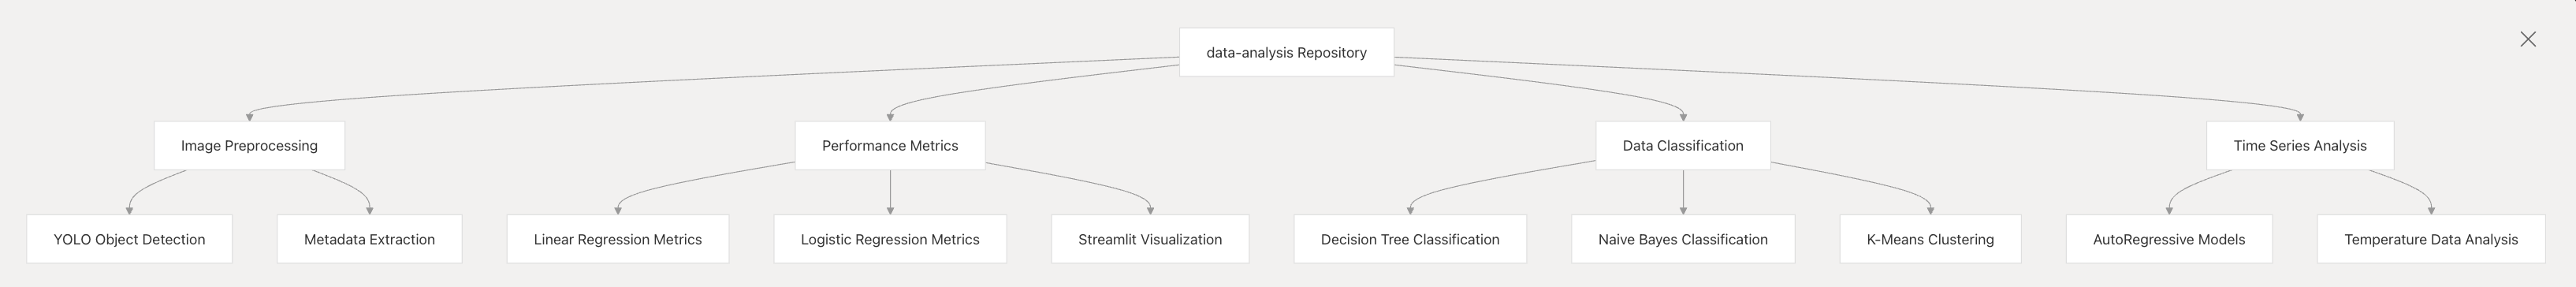 data-analysis Repository
Image Preprocessing
Performance Metrics
Data Classification
Time Series Analysis
YOLO Object Detection
Metadata Extraction
Linear Regression Metrics
Logistic Regression Metrics
Streamlit Visualization
Decision Tree Classification
Naive Bayes Classification
K-Means Clustering
AutoRegressive Models
Temperature Data Analysis